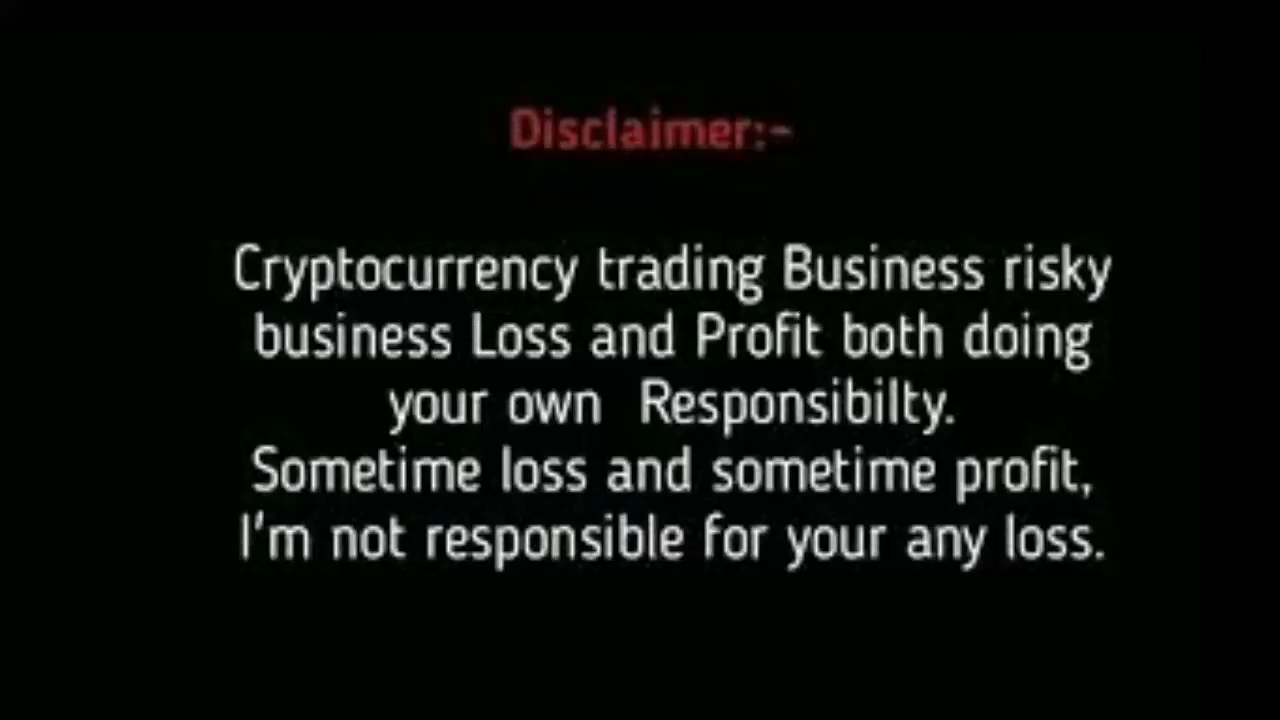 Disclaimer:-
Cryptocurrency trading Business risky
business Loss and Profit both doing
your own Responsibilty.
Sometime loss and sometime profit,
I'm not responsible for your any loss.